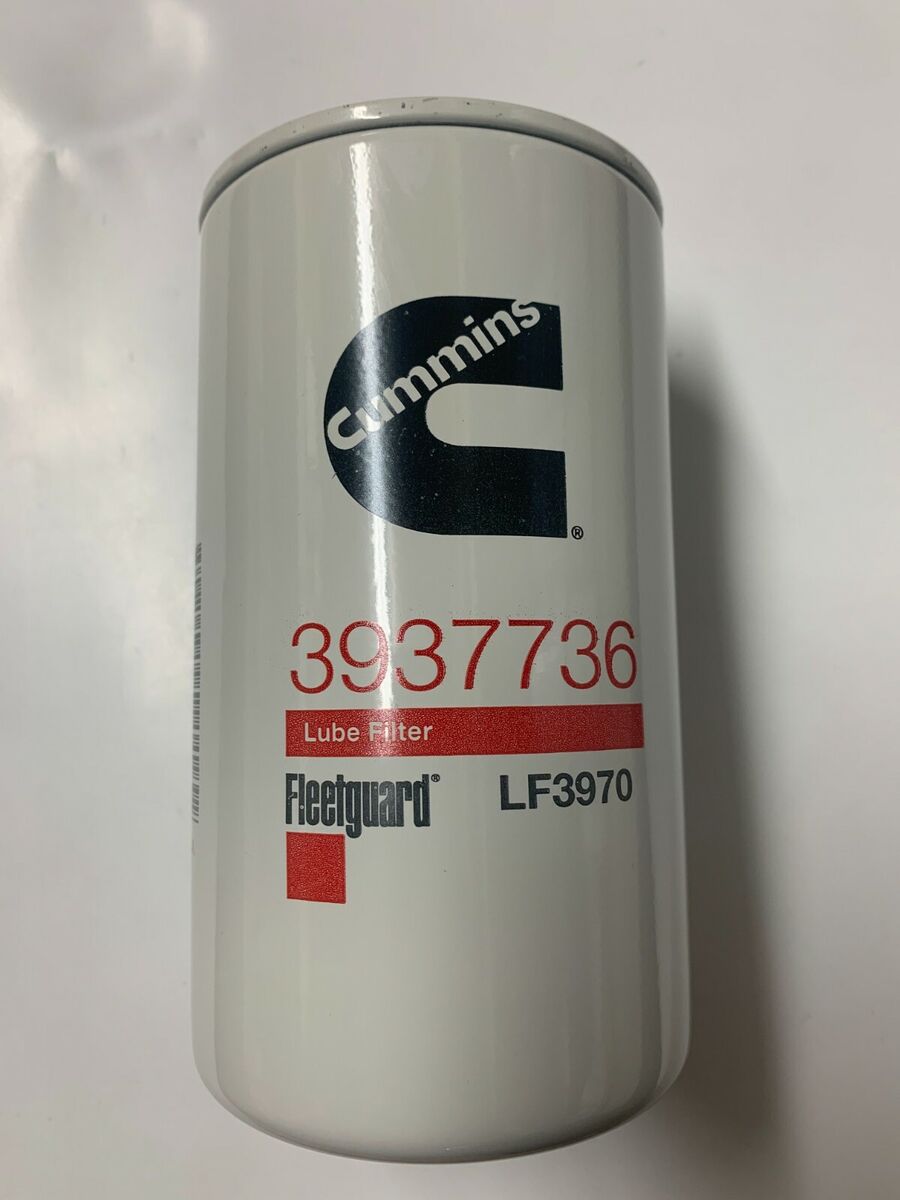 Cummins
®
3937736
Lube Filter
Fleetguard® LF3970